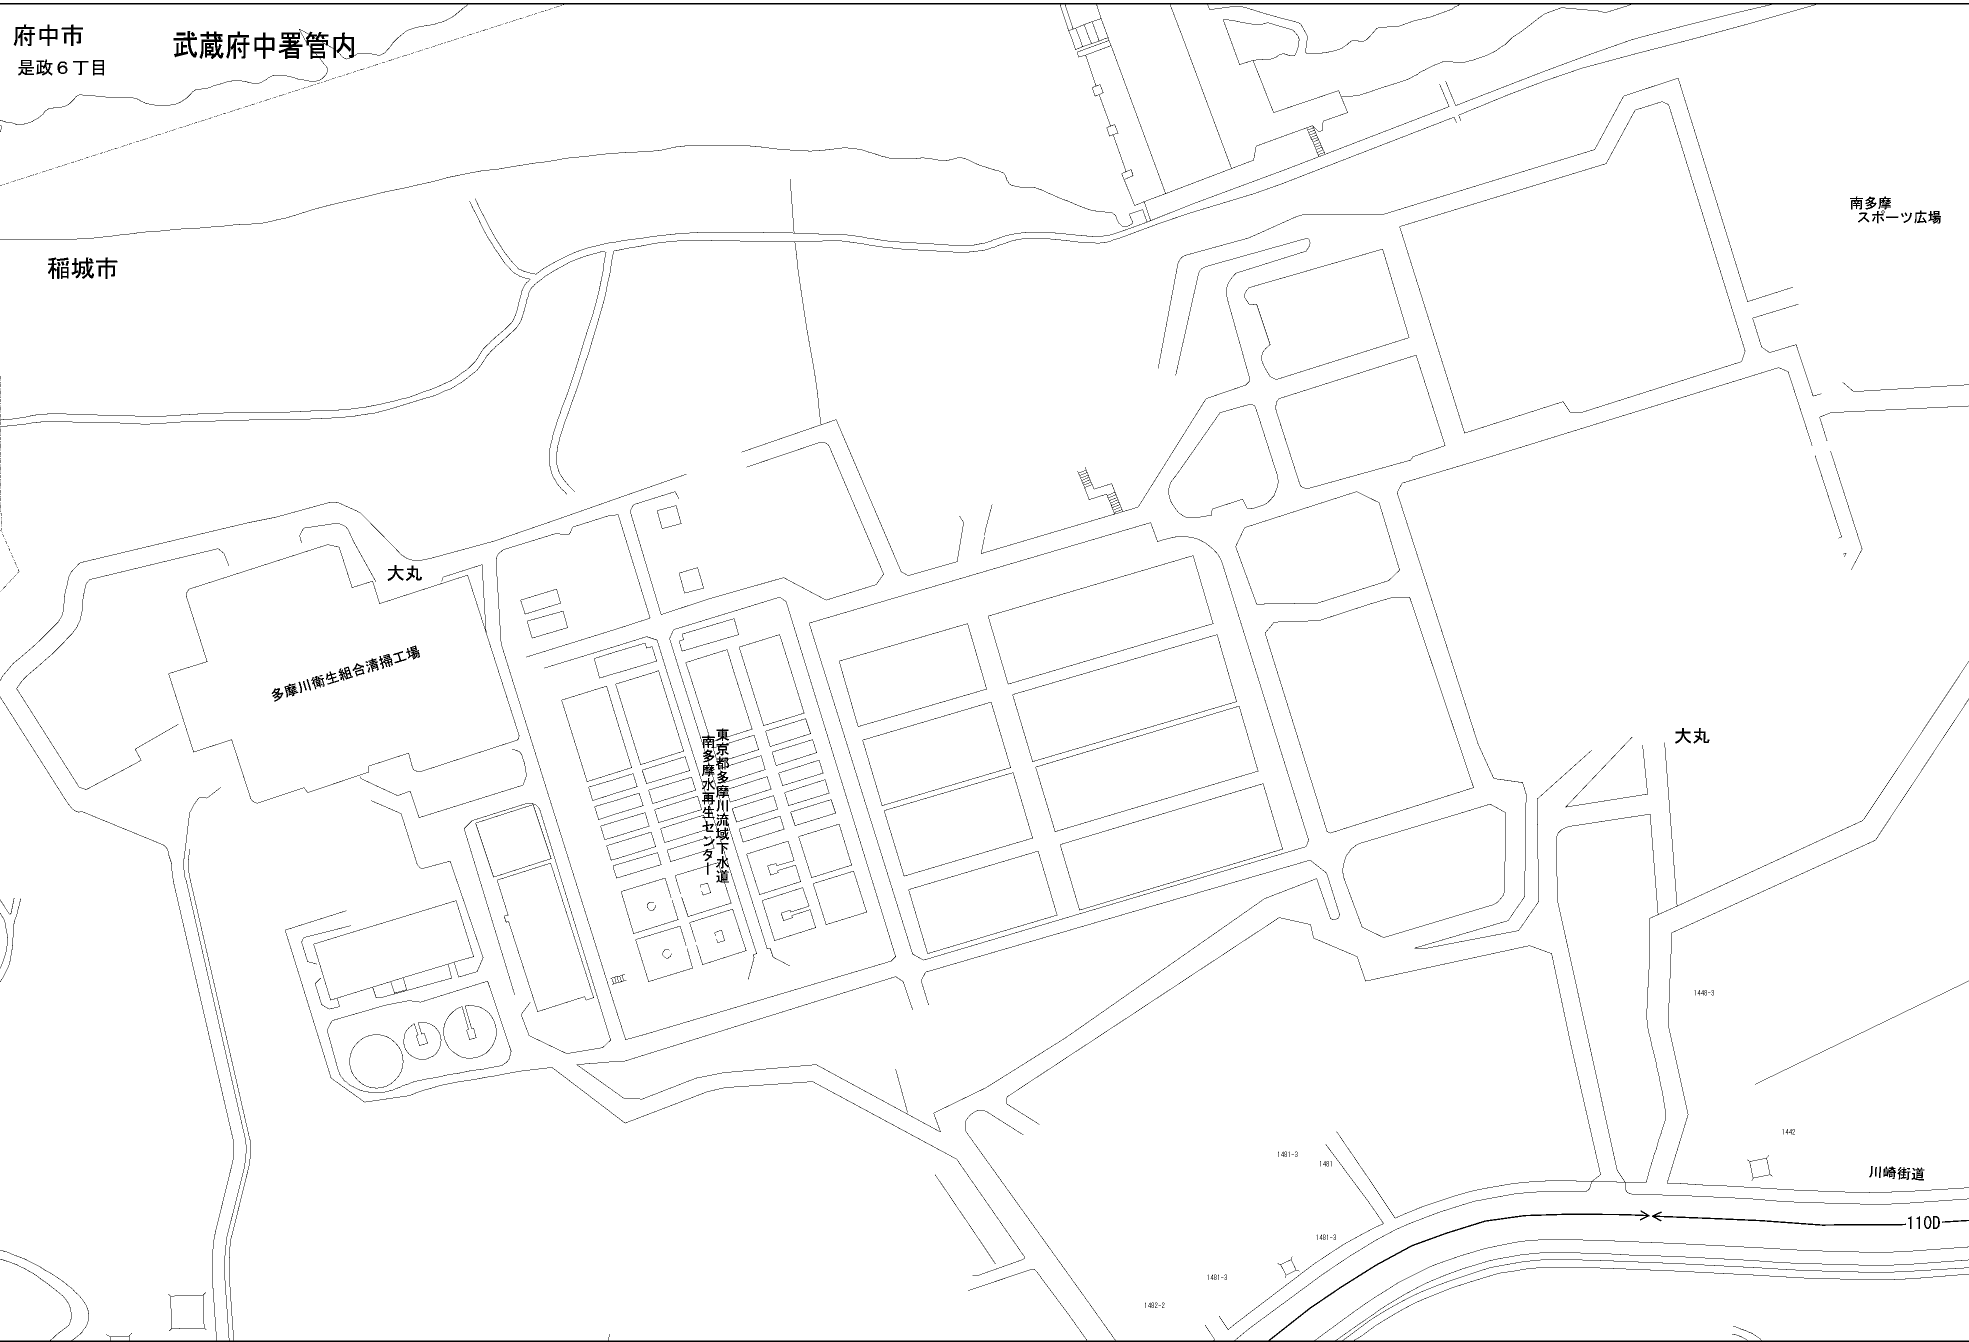 府中市
武蔵府中署管内
是政6丁目
南多摩
スポーツ広場
稲城市
大丸
多摩川衛生組合清掃工場
東京都多摩川流域下水道
南多摩水再生センター
大丸
1448-3
1442
1481-3
1481
川崎街道
110D
1481-3
1481-3
1482-2